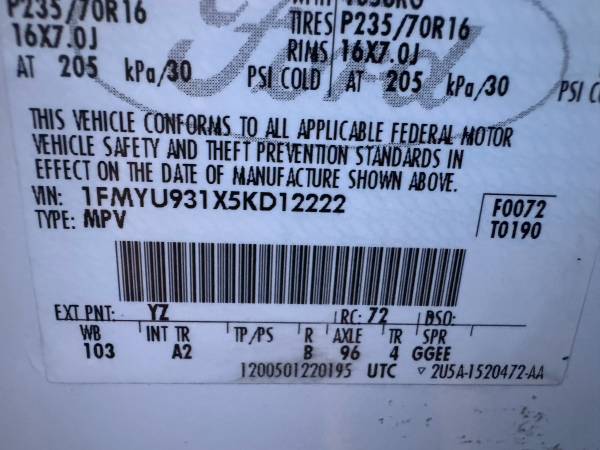 P235/70R16 TIRES P235/70R16
16X7.0J RIMS 16X7.0J
AT 205 kPa/30 PSI COLD AT 205 kPa/30 PSI
Ford
THIS VEHICLE CONFORMS TO ALL APPLICABLE FEDERAL MOTOR
VEHICLE SAFETY AND THEFT PREVENTION STANDARDS IN
EFFECT ON THE DATE OF MANUFACTURE SHOWN ABOVE.
VIN: 1FMYU931X5KD12222
F0072
TYPE: MPV
T0190
EXT PNT: YZ RC: 72 DSO:
WB INT TR TP/PS R AXLE TR SPR
103 A2 B 96 4 GGEE
1200501220195 UTC ▽ 2U5A-1520472-AA